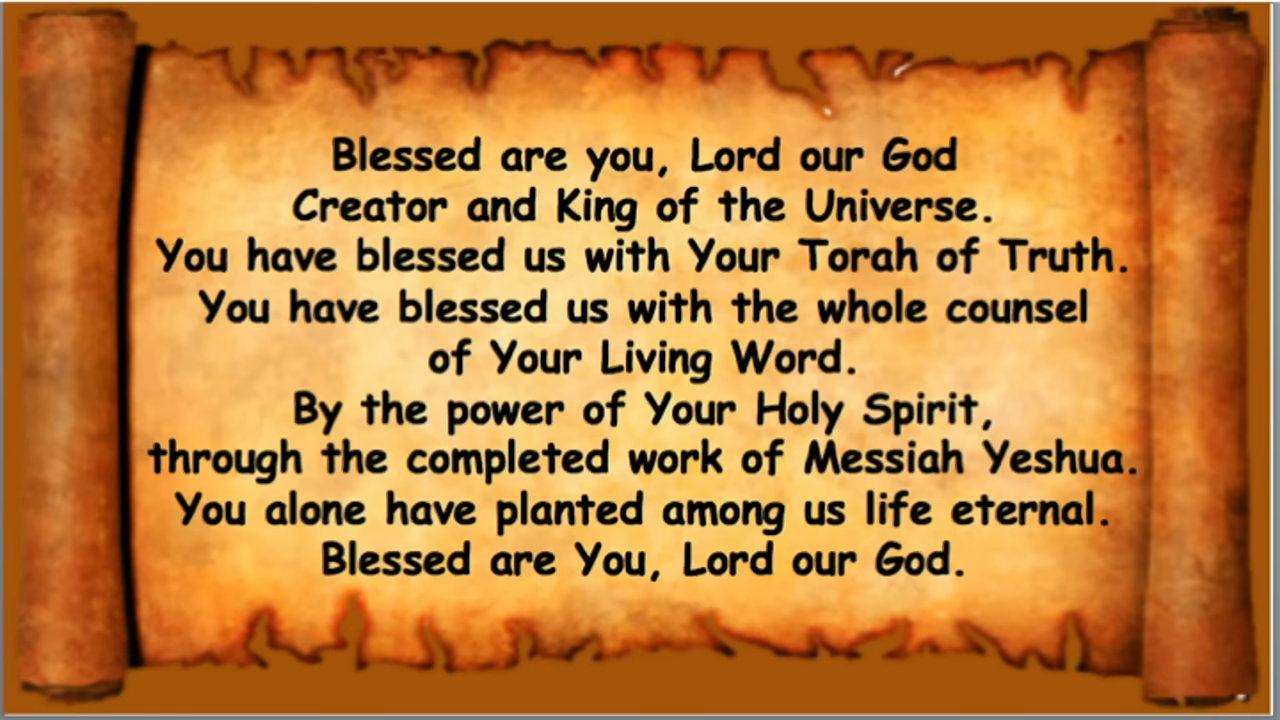 Blessed are you, Lord our God
Creator and King of the Universe.
You have blessed us with Your Torah of Truth.
You have blessed us with the whole counsel
of Your Living Word.
By the power of Your Holy Spirit,
through the completed work of Messiah Yeshua.
You alone have planted among us life eternal.
Blessed are You, Lord our God.